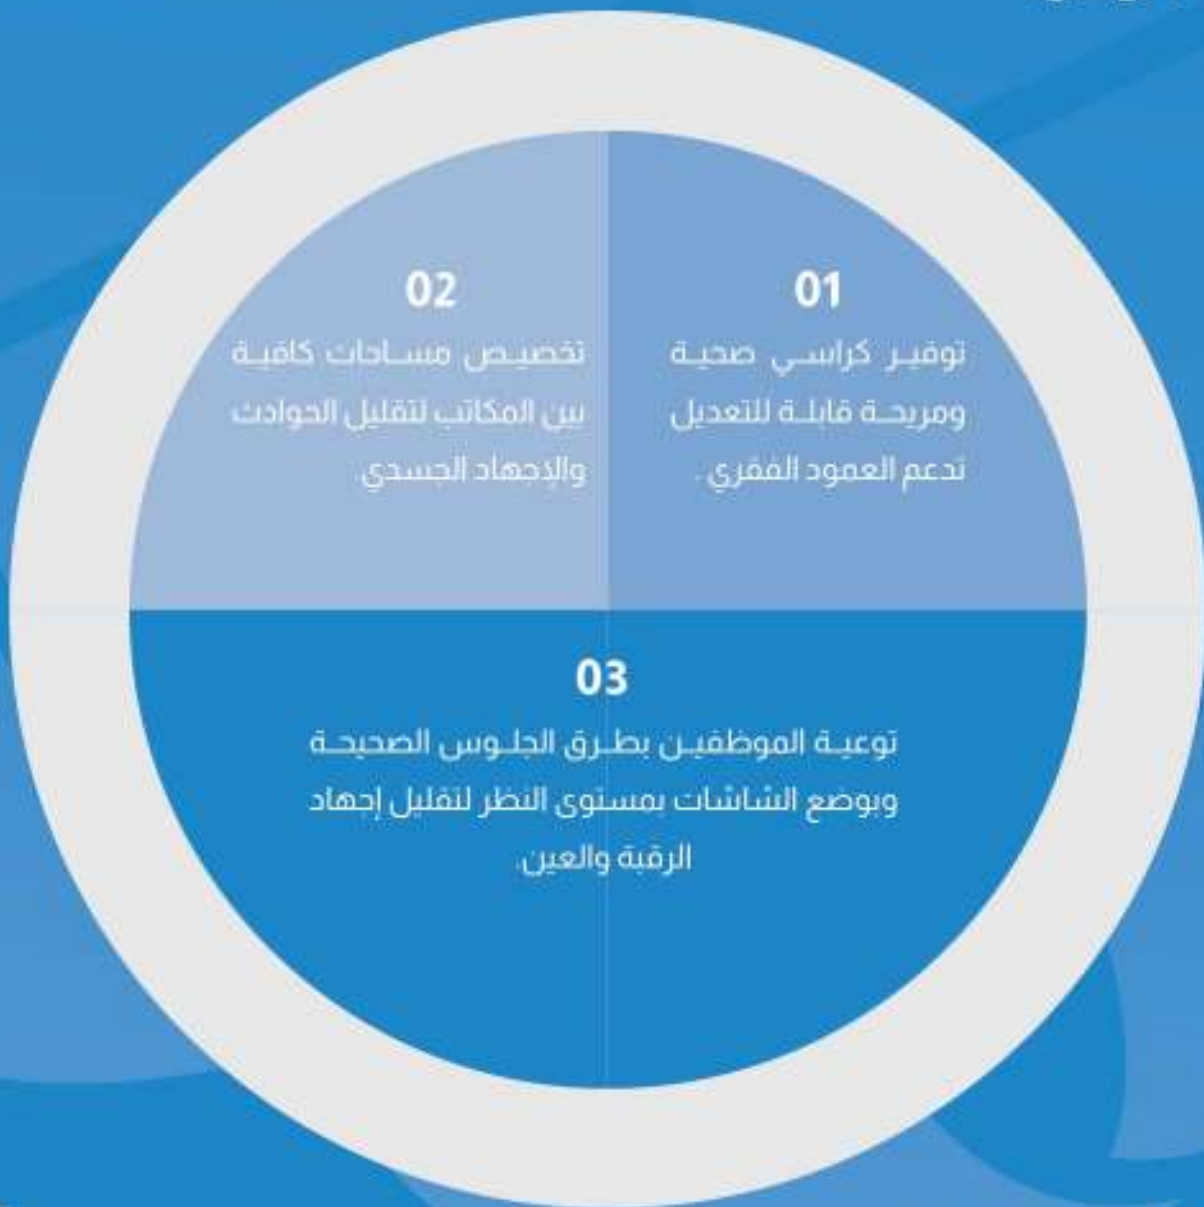 01
توفير كراسي صحية
ومريحة قابلة للتعديل
تدعم العمود الفقري .
02
تخصيص مساحات كافية
بين المكاتب لتقليل الحوادث
والإجهاد الجسدي.
03
توعية الموظفين بطرق الجلوس الصحيحة
وبوضع الشاشات بمستوى النظر لتقليل إجهاد
الرقبة والعين.